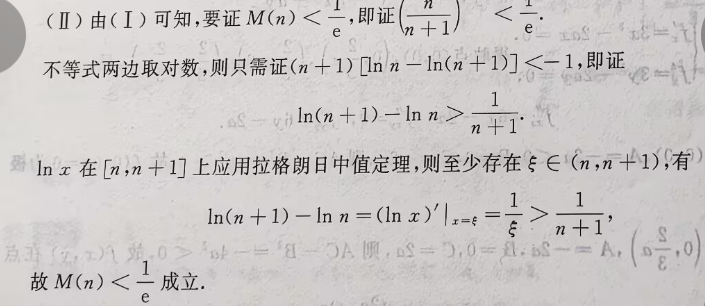 (Ⅱ) 由(Ⅰ)可知,要证 M(n) < 1/e, 即证(n/(n+1)) < 1/e.
不等式两边取对数,则只需证(n+1)[ln n-ln(n+1)]<-1,即证
ln(n+1)-ln n > 1/(n+1).
ln x 在[n,n+1]上应用拉格朗日中值定理,则至少存在 ξ∈(n,n+1),有
ln(n+1)-ln n=(ln x)′|x=ξ = 1/ξ > 1/(n+1),
故 M(n) < 1/e 成立.